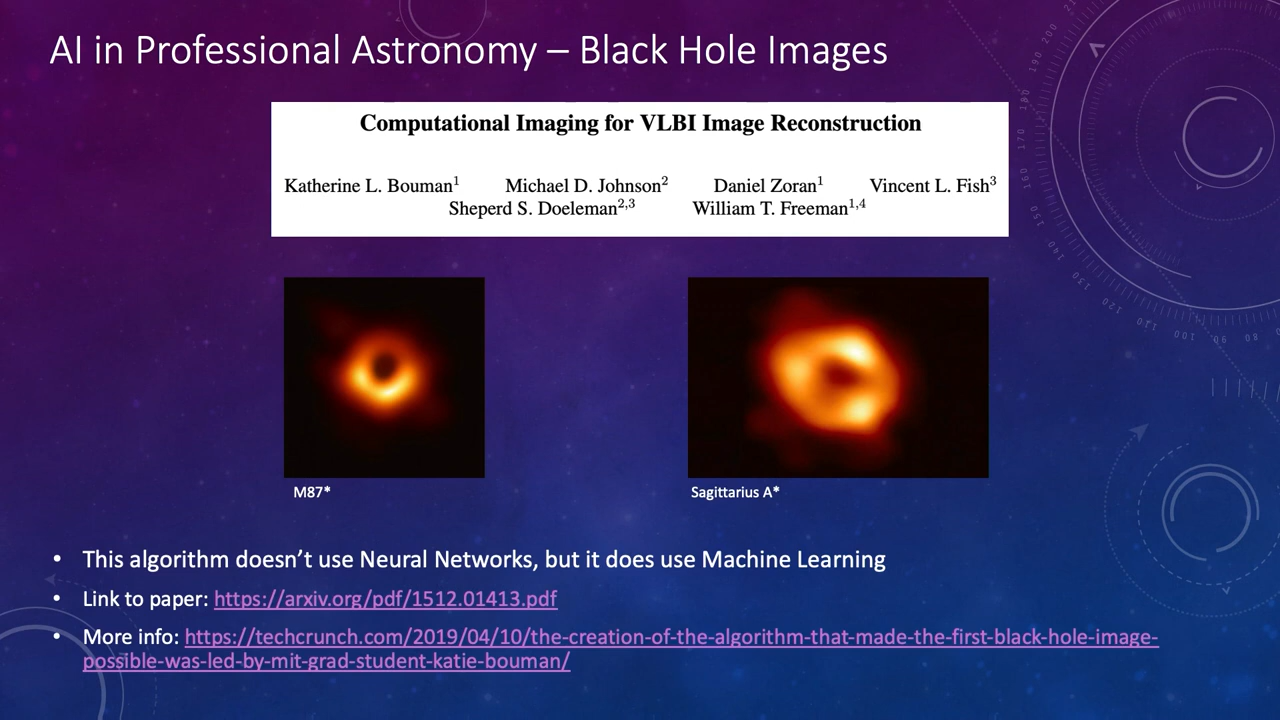 AI in Professional Astronomy – Black Hole Images
Computational Imaging for VLBI Image Reconstruction
Katherine L. Bouman¹ Michael D. Johnson² Daniel Zoran¹ Vincent L. Fish³
Sheperd S. Doeleman²,³ William T. Freeman¹,⁴
M87*
Sagittarius A*
• This algorithm doesn’t use Neural Networks, but it does use Machine Learning
• Link to paper: https://arxiv.org/pdf/1512.01413.pdf
• More info: https://techcrunch.com/2019/04/10/the-creation-of-the-algorithm-that-made-the-first-black-hole-image-
possible-was-led-by-mit-grad-student-katie-bouman/